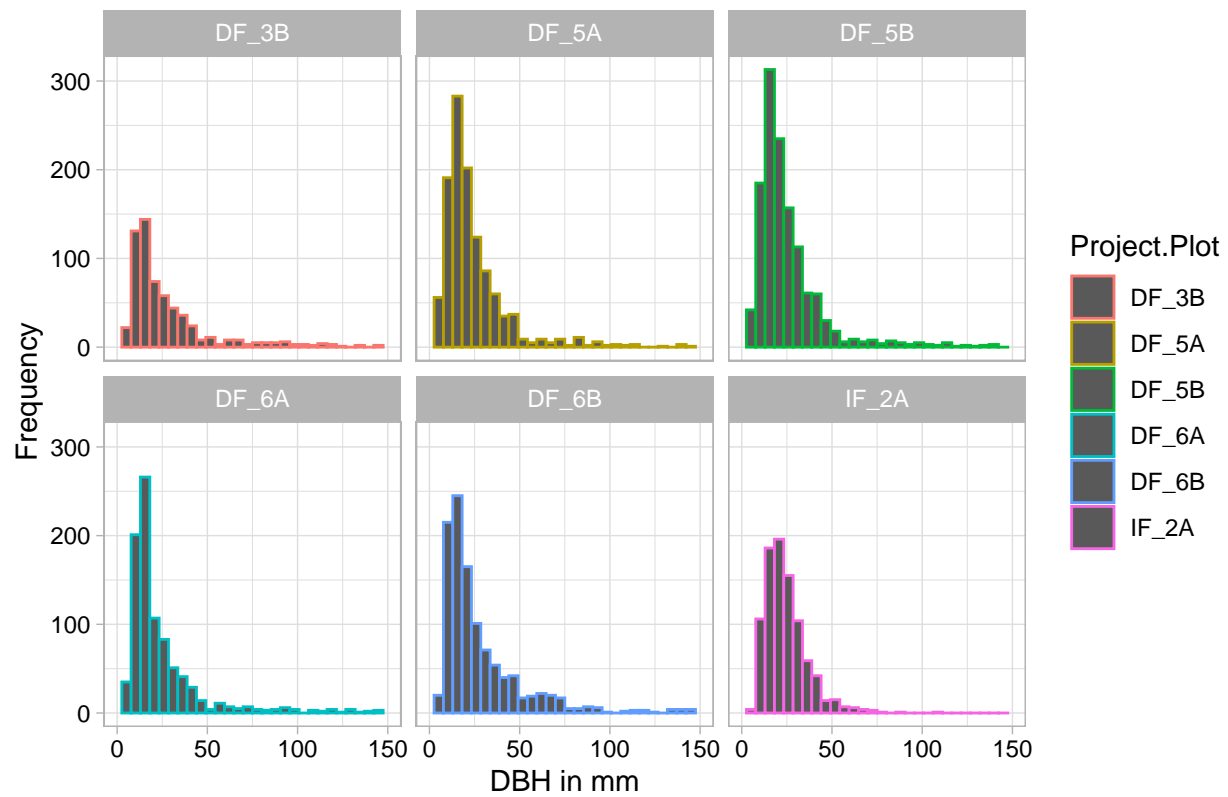 DF_3B
DF_5A
DF_5B
300
200
100
0
DF_6A
DF_6B
IF_2A
300
200
100
0
0 50 100 150
0 50 100 150
0 50 100 150
DBH in mm
Frequency
Project.Plot
DF_3B
DF_5A
DF_5B
DF_6A
DF_6B
IF_2A